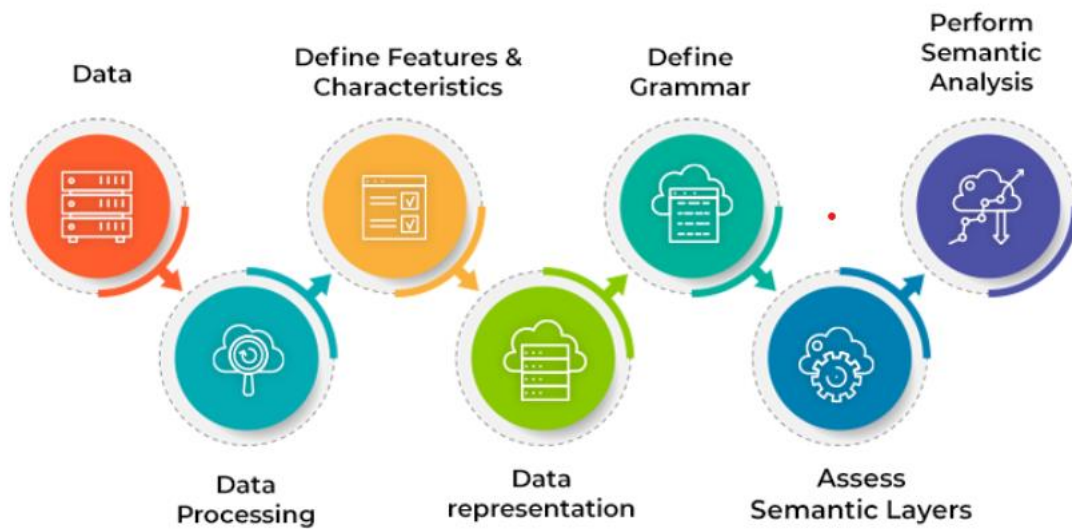 Data
Data
Processing
Define Features &
Characteristics
Data
representation
Define
Grammar
Assess
Semantic Layers
Perform
Semantic
Analysis